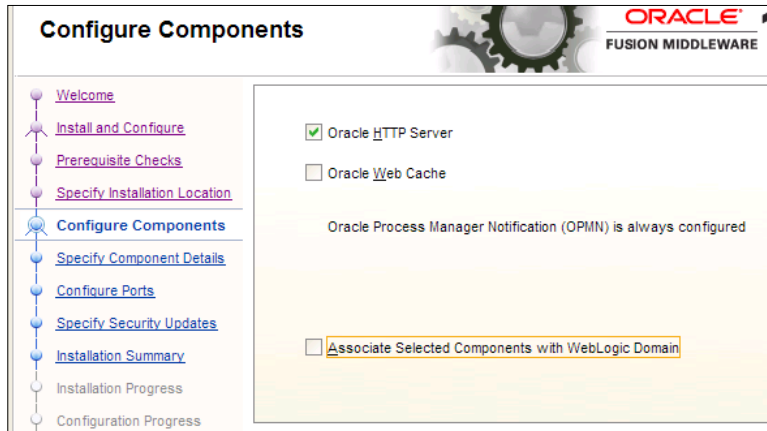 Configure Components
ORACLE
FUSION MIDDLEWARE
Welcome
Install and Configure
Prerequisite Checks
Specify Installation Location
Configure Components
Specify Component Details
Configure Ports
Specify Security Updates
Installation Summary
Installation Progress
Configuration Progress
Oracle HTTP Server
Oracle Web Cache
Oracle Process Manager Notification (OPMN) is always configured
Associate Selected Components with WebLogic Domain